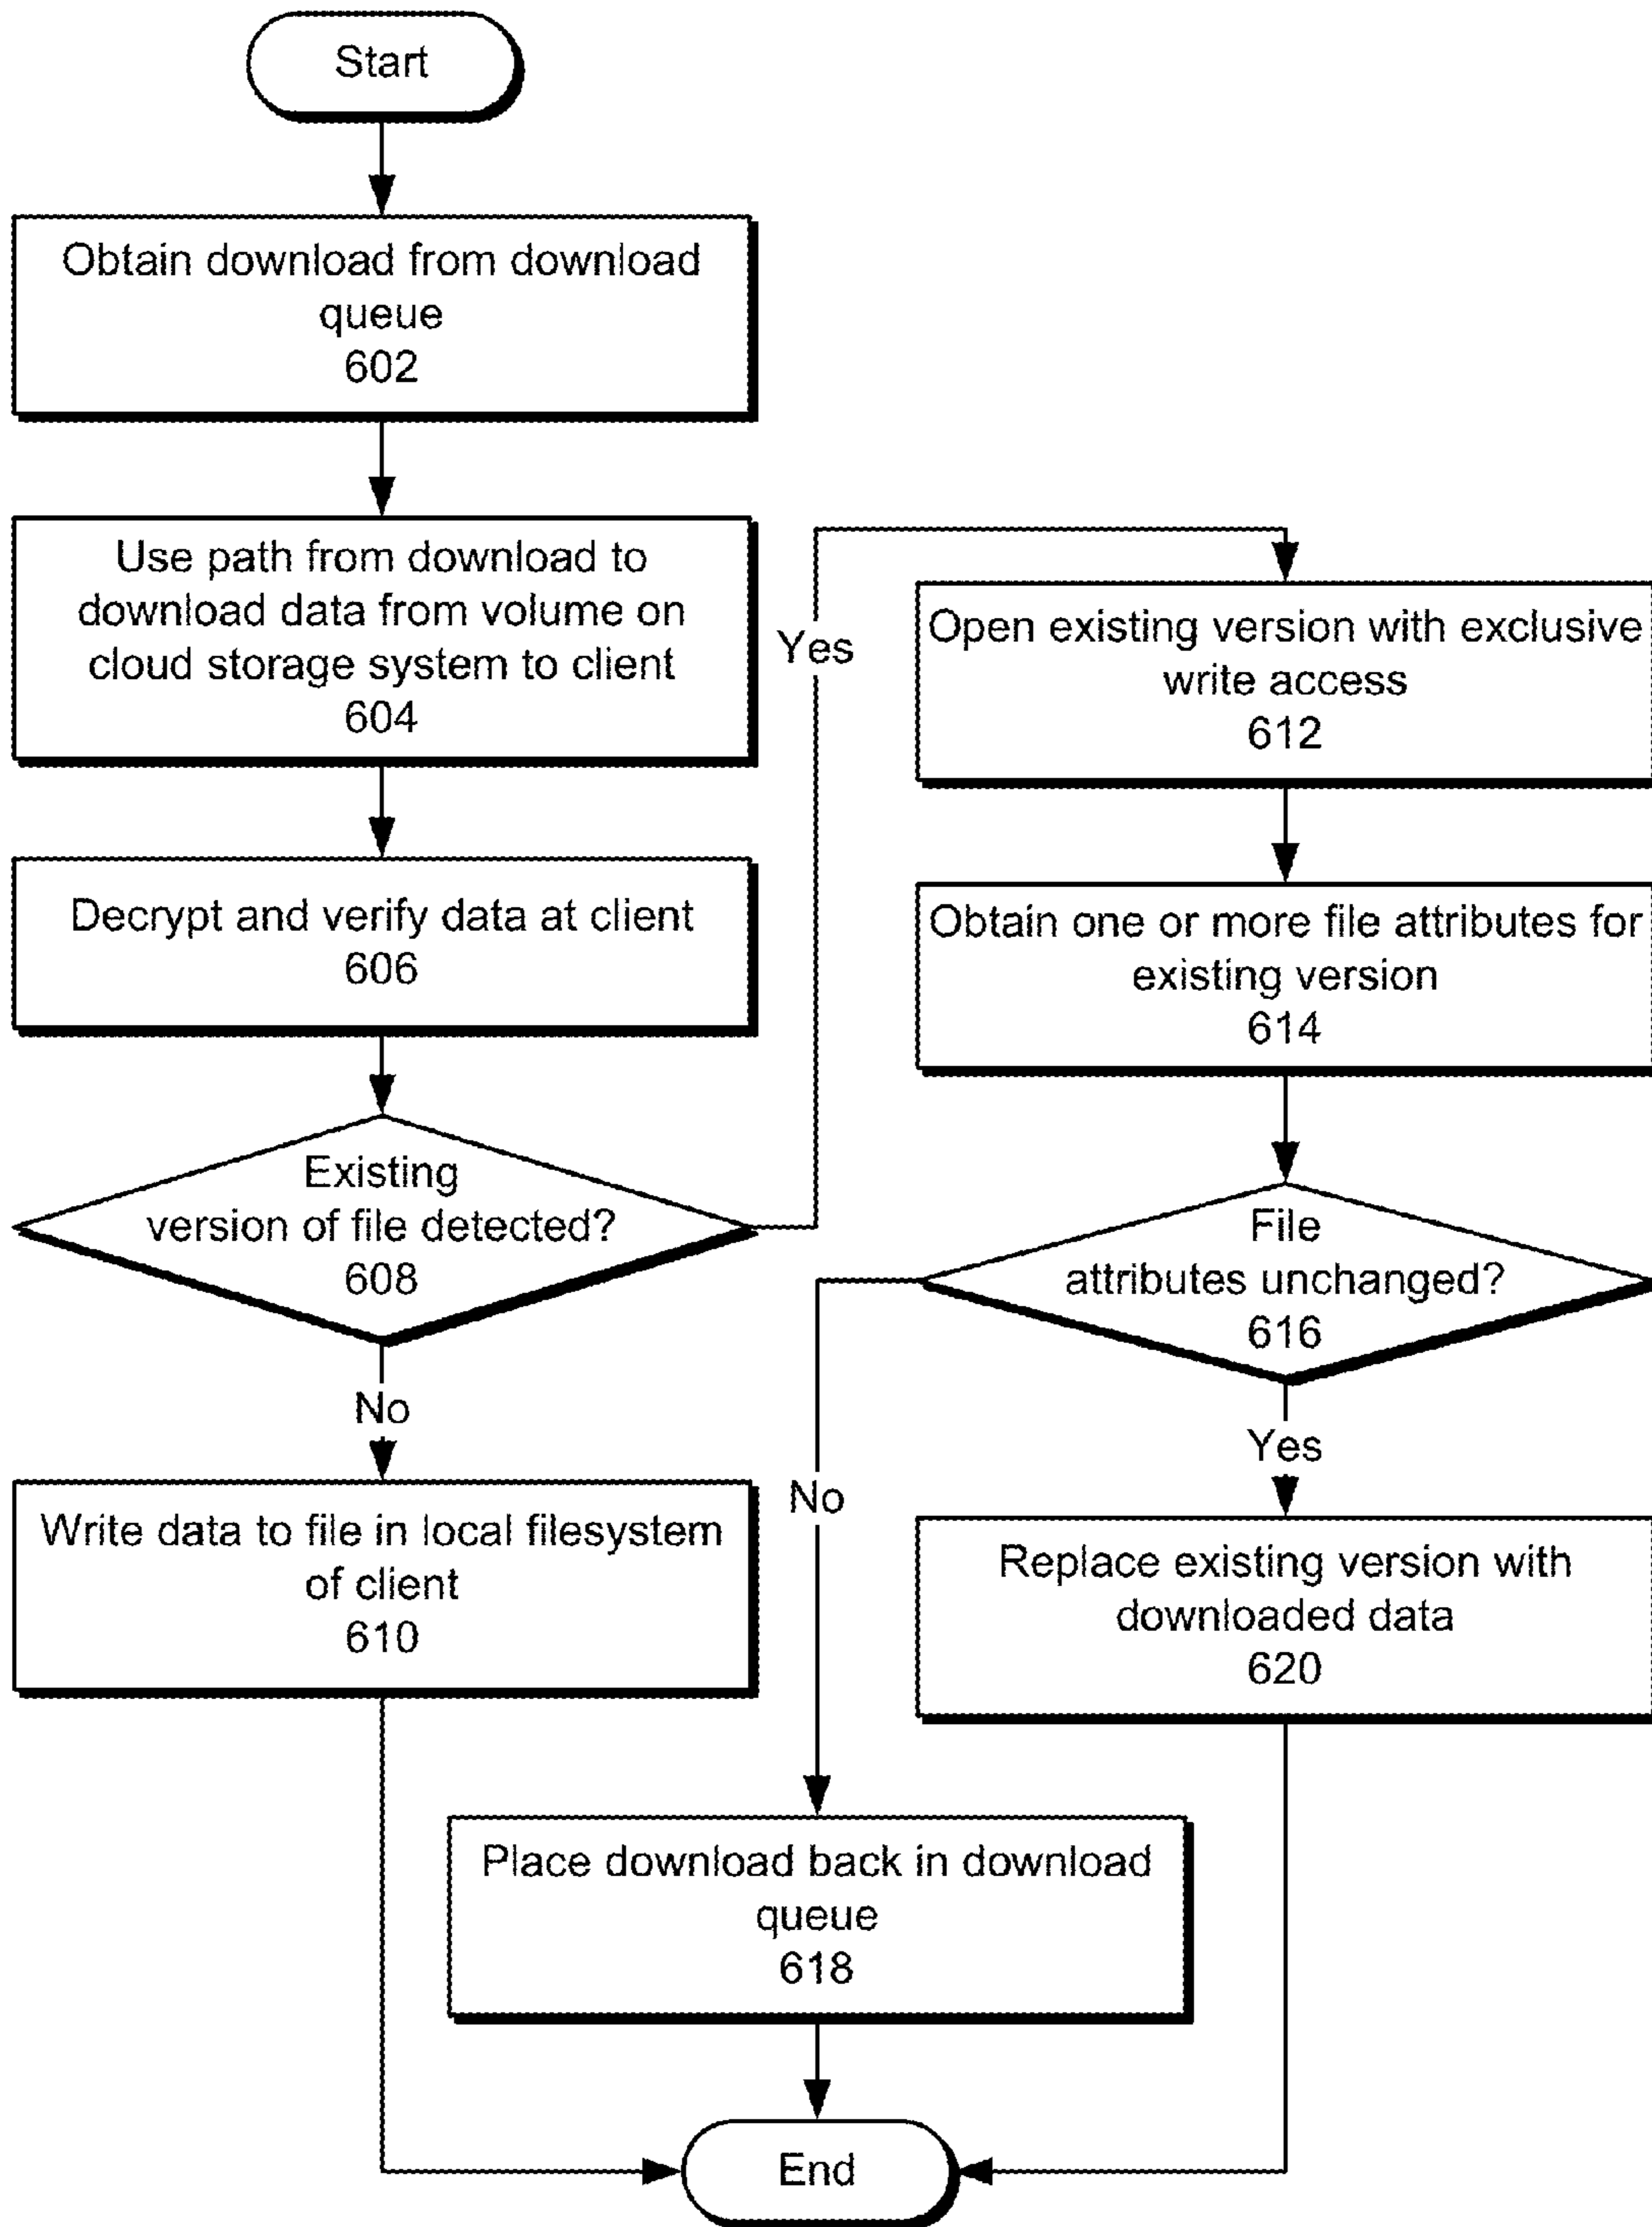 Start
Obtain download from download
queue
602
Use path from download to
download data from volume on
cloud storage system to client
604
Decrypt and verify data at client
606
Existing
version of file detected?
608
No
Write data to file in local filesystem
of client
610
Yes
Open existing version with exclusive
write access
612
Obtain one or more file attributes for
existing version
614
File
attributes unchanged?
616
No
Yes
Replace existing version with
downloaded data
620
Place download back in download
queue
618
End